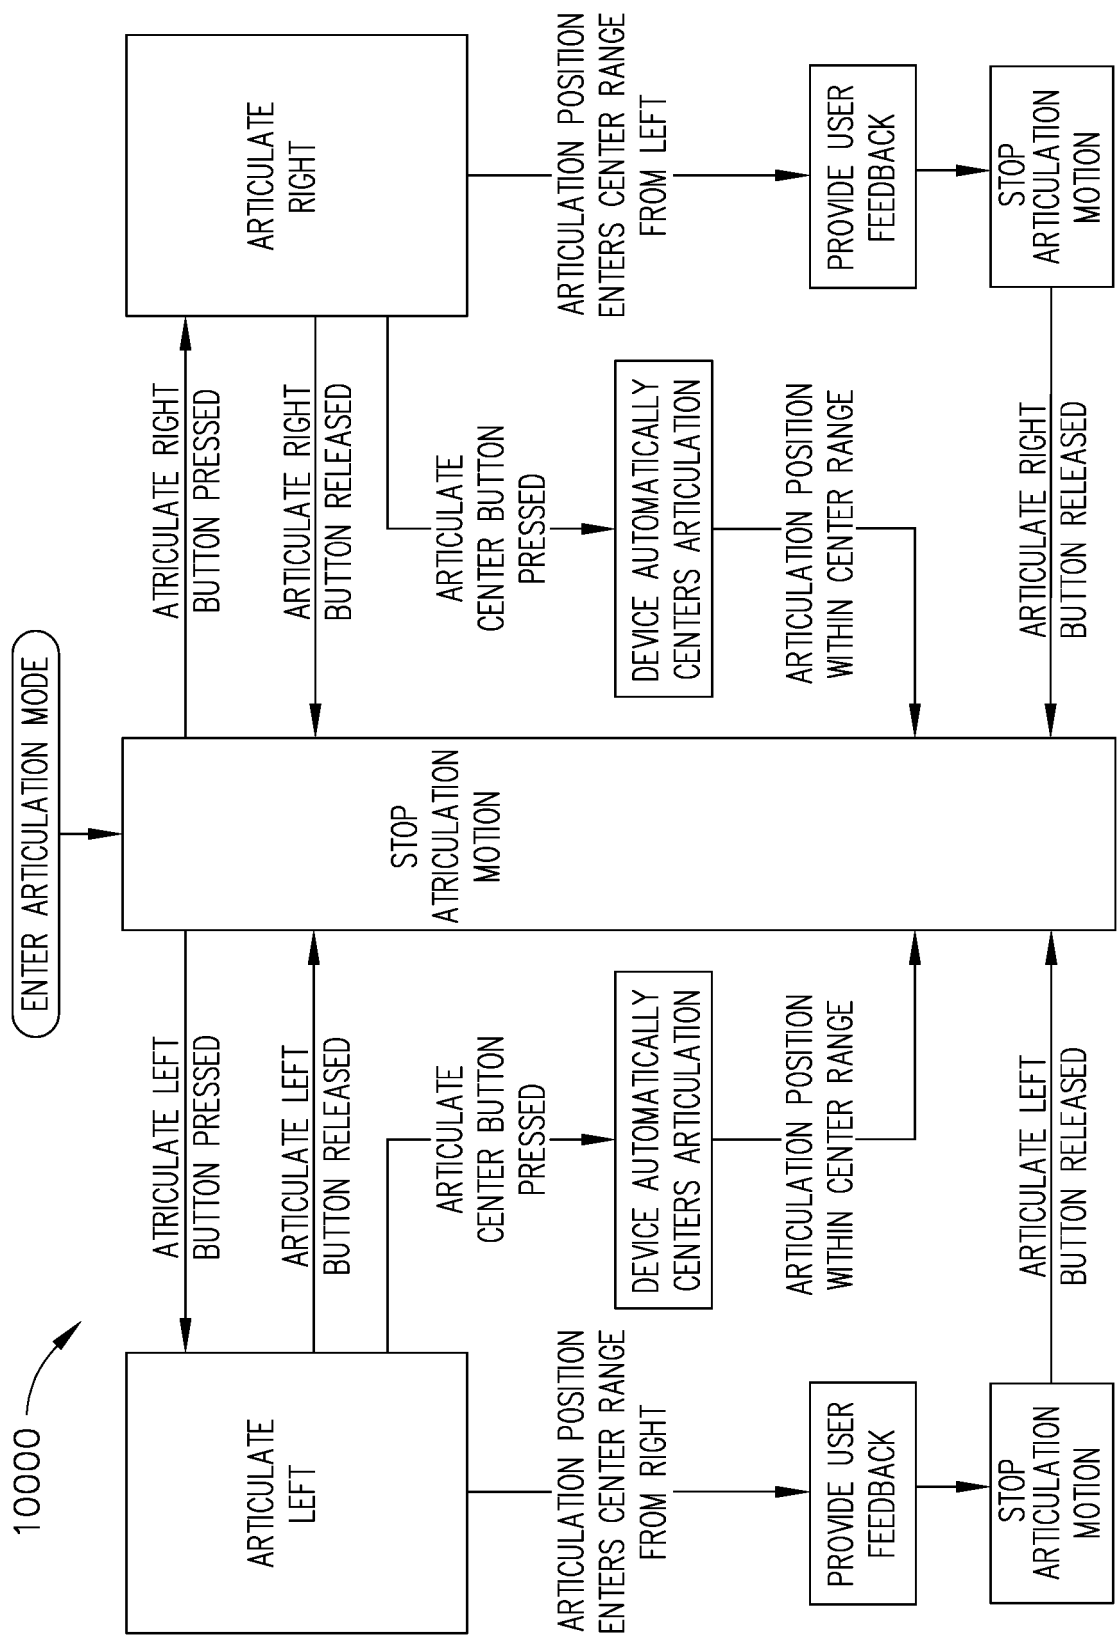 10000
ENTER ARTICULATION MODE
ARTICULATE
LEFT
ATRICULATE LEFT
BUTTON PRESSED
ARTICULATE LEFT
BUTTON RELEASED
ARTICULATE
CENTER BUTTON
PRESSED
DEVICE AUTOMATICALLY
CENTERS ARTICULATION
ARTICULATION POSITION
WITHIN CENTER RANGE
ARTICULATION POSITION
ENTERS CENTER RANGE
FROM RIGHT
PROVIDE USER
FEEDBACK
STOP
ARTICULATION
MOTION
ARTICULATE LEFT
BUTTON RELEASED
STOP
ATRICULATION
MOTION
ATRICULATE RIGHT
BUTTON PRESSED
ARTICULATE RIGHT
BUTTON RELEASED
ARTICULATE
CENTER BUTTON
PRESSED
DEVICE AUTOMATICALLY
CENTERS ARTICULATION
ARTICULATION POSITION
WITHIN CENTER RANGE
ARTICULATE RIGHT
BUTTON RELEASED
ARTICULATE
RIGHT
ARTICULATION POSITION
ENTERS CENTER RANGE
FROM LEFT
PROVIDE USER
FEEDBACK
STOP
ARTICULATION
MOTION